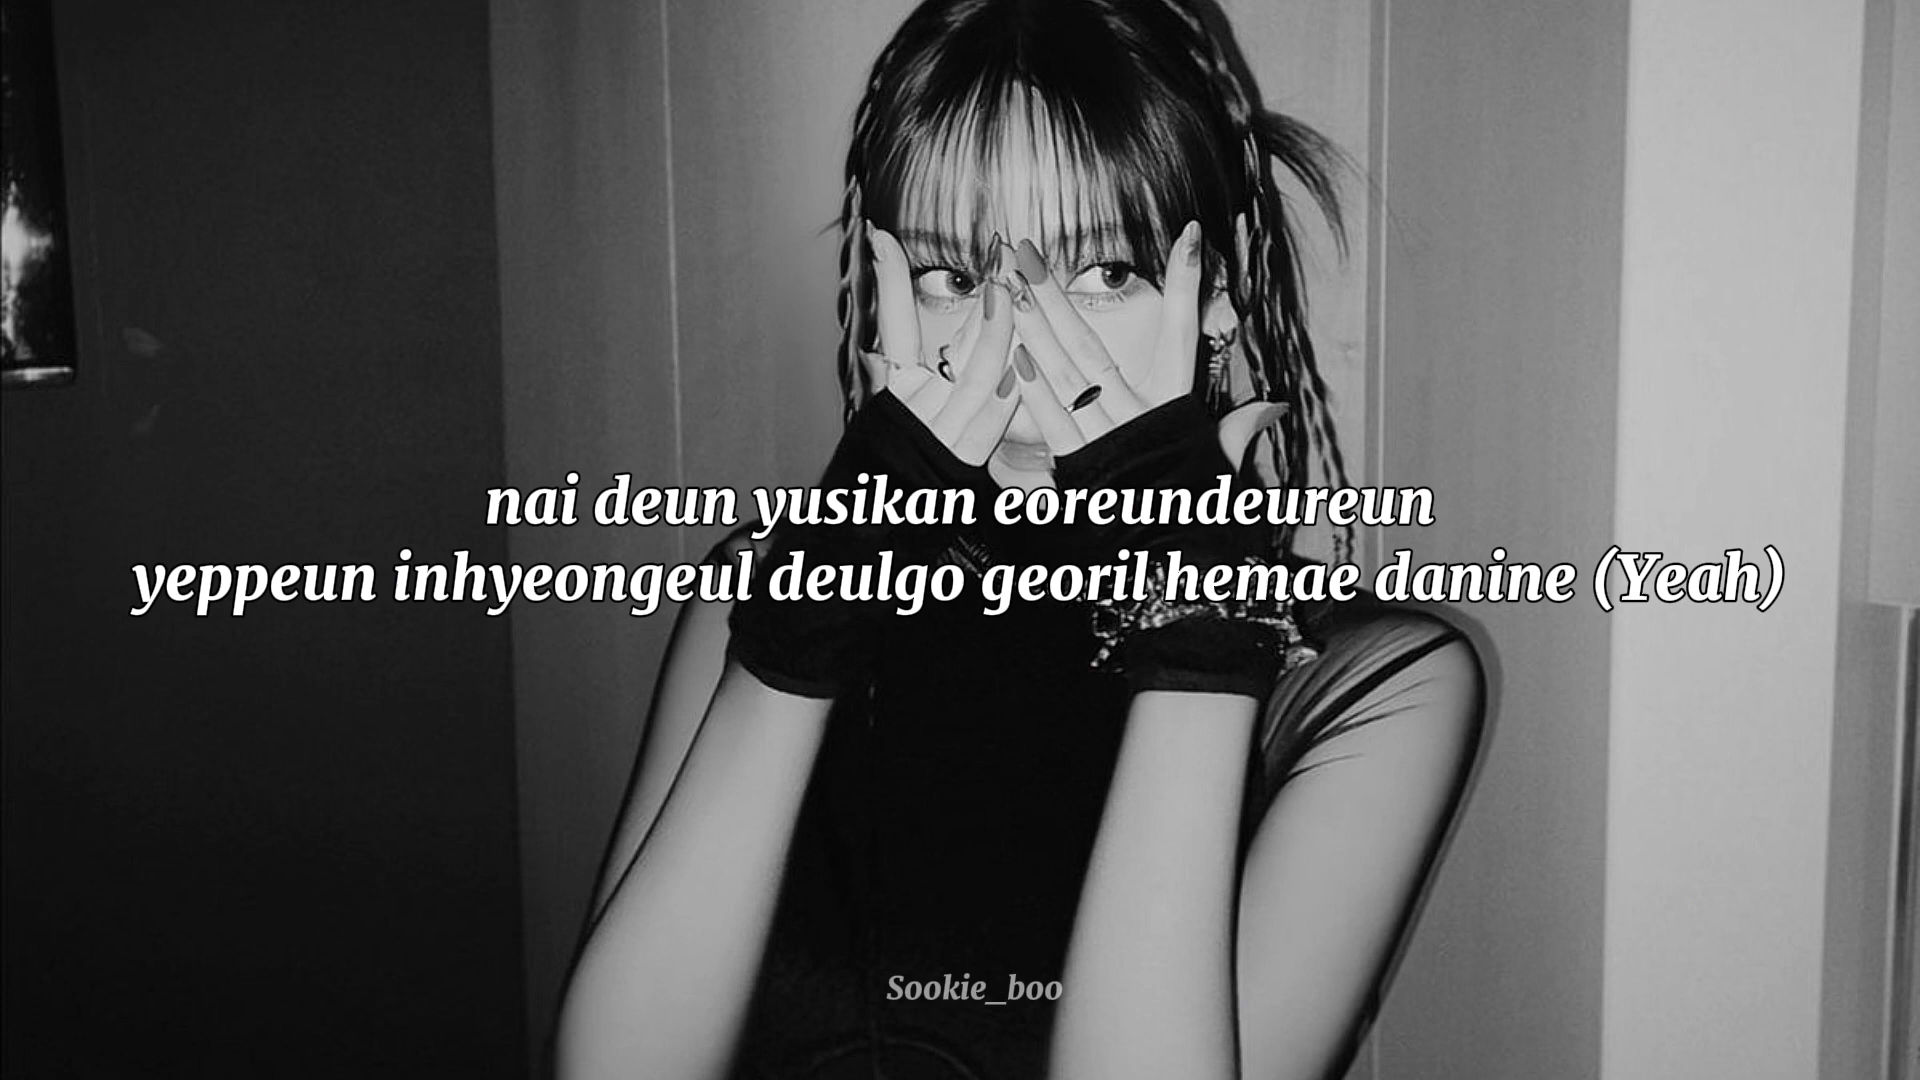 nai deun yusikan eoreundeureun
yeppeun inhyeongeul deulgo georil hemae danine (Yeah)
Sookie_boo